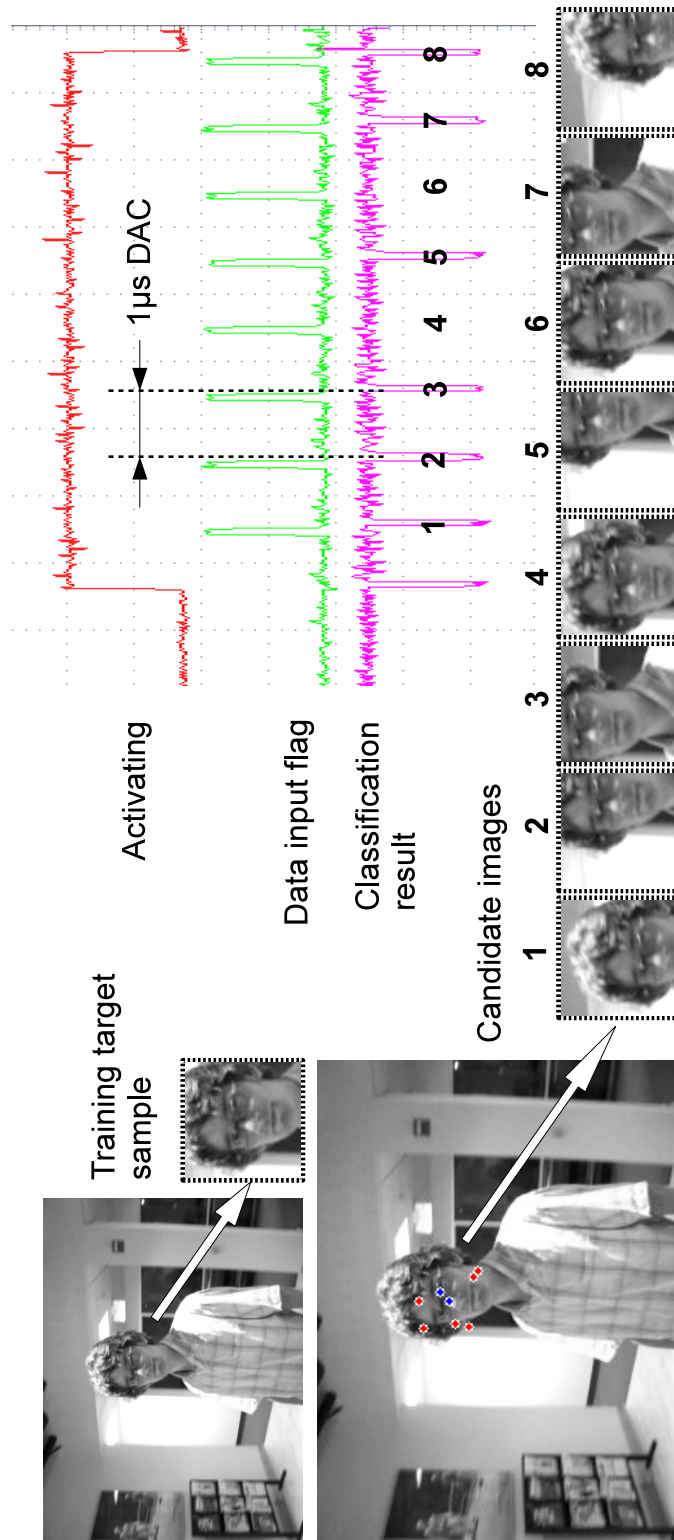 Training target
sample
Activating
1µs DAC
Data input flag
Classification
result
1 2 3 4 5 6 7 8
Candidate images
1 2 3 4 5 6 7 8